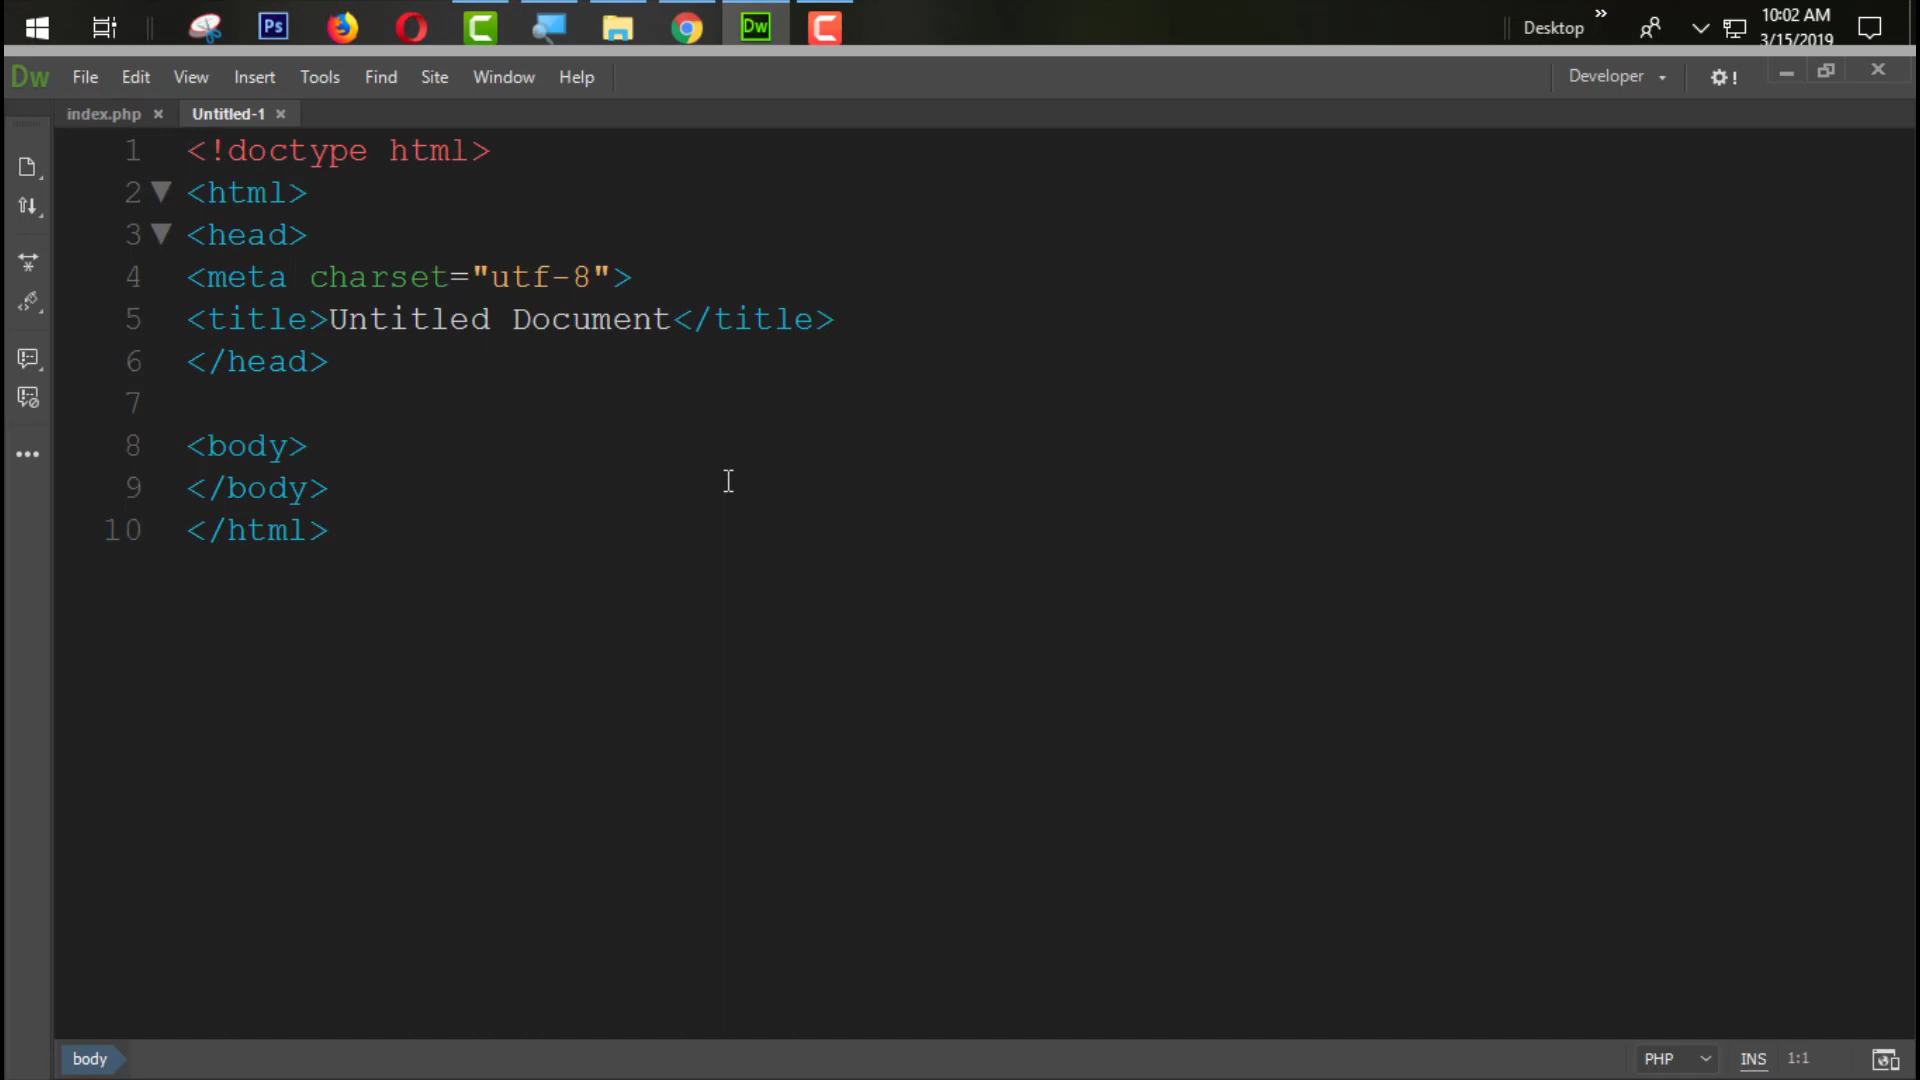 Ps
Dw
Desktop
10:02 AM
3/15/2019
Dw File Edit View Insert Tools Find Site Window Help
Developer
!
index.php × Untitled-1 ×
1 <!doctype html>
2 <html>
3 <head>
4 <meta charset="utf-8">
5 <title>Untitled Document</title>
6 </head>
7
8 <body>
9 </body>
10 </html>
body
PHP INS 1:1